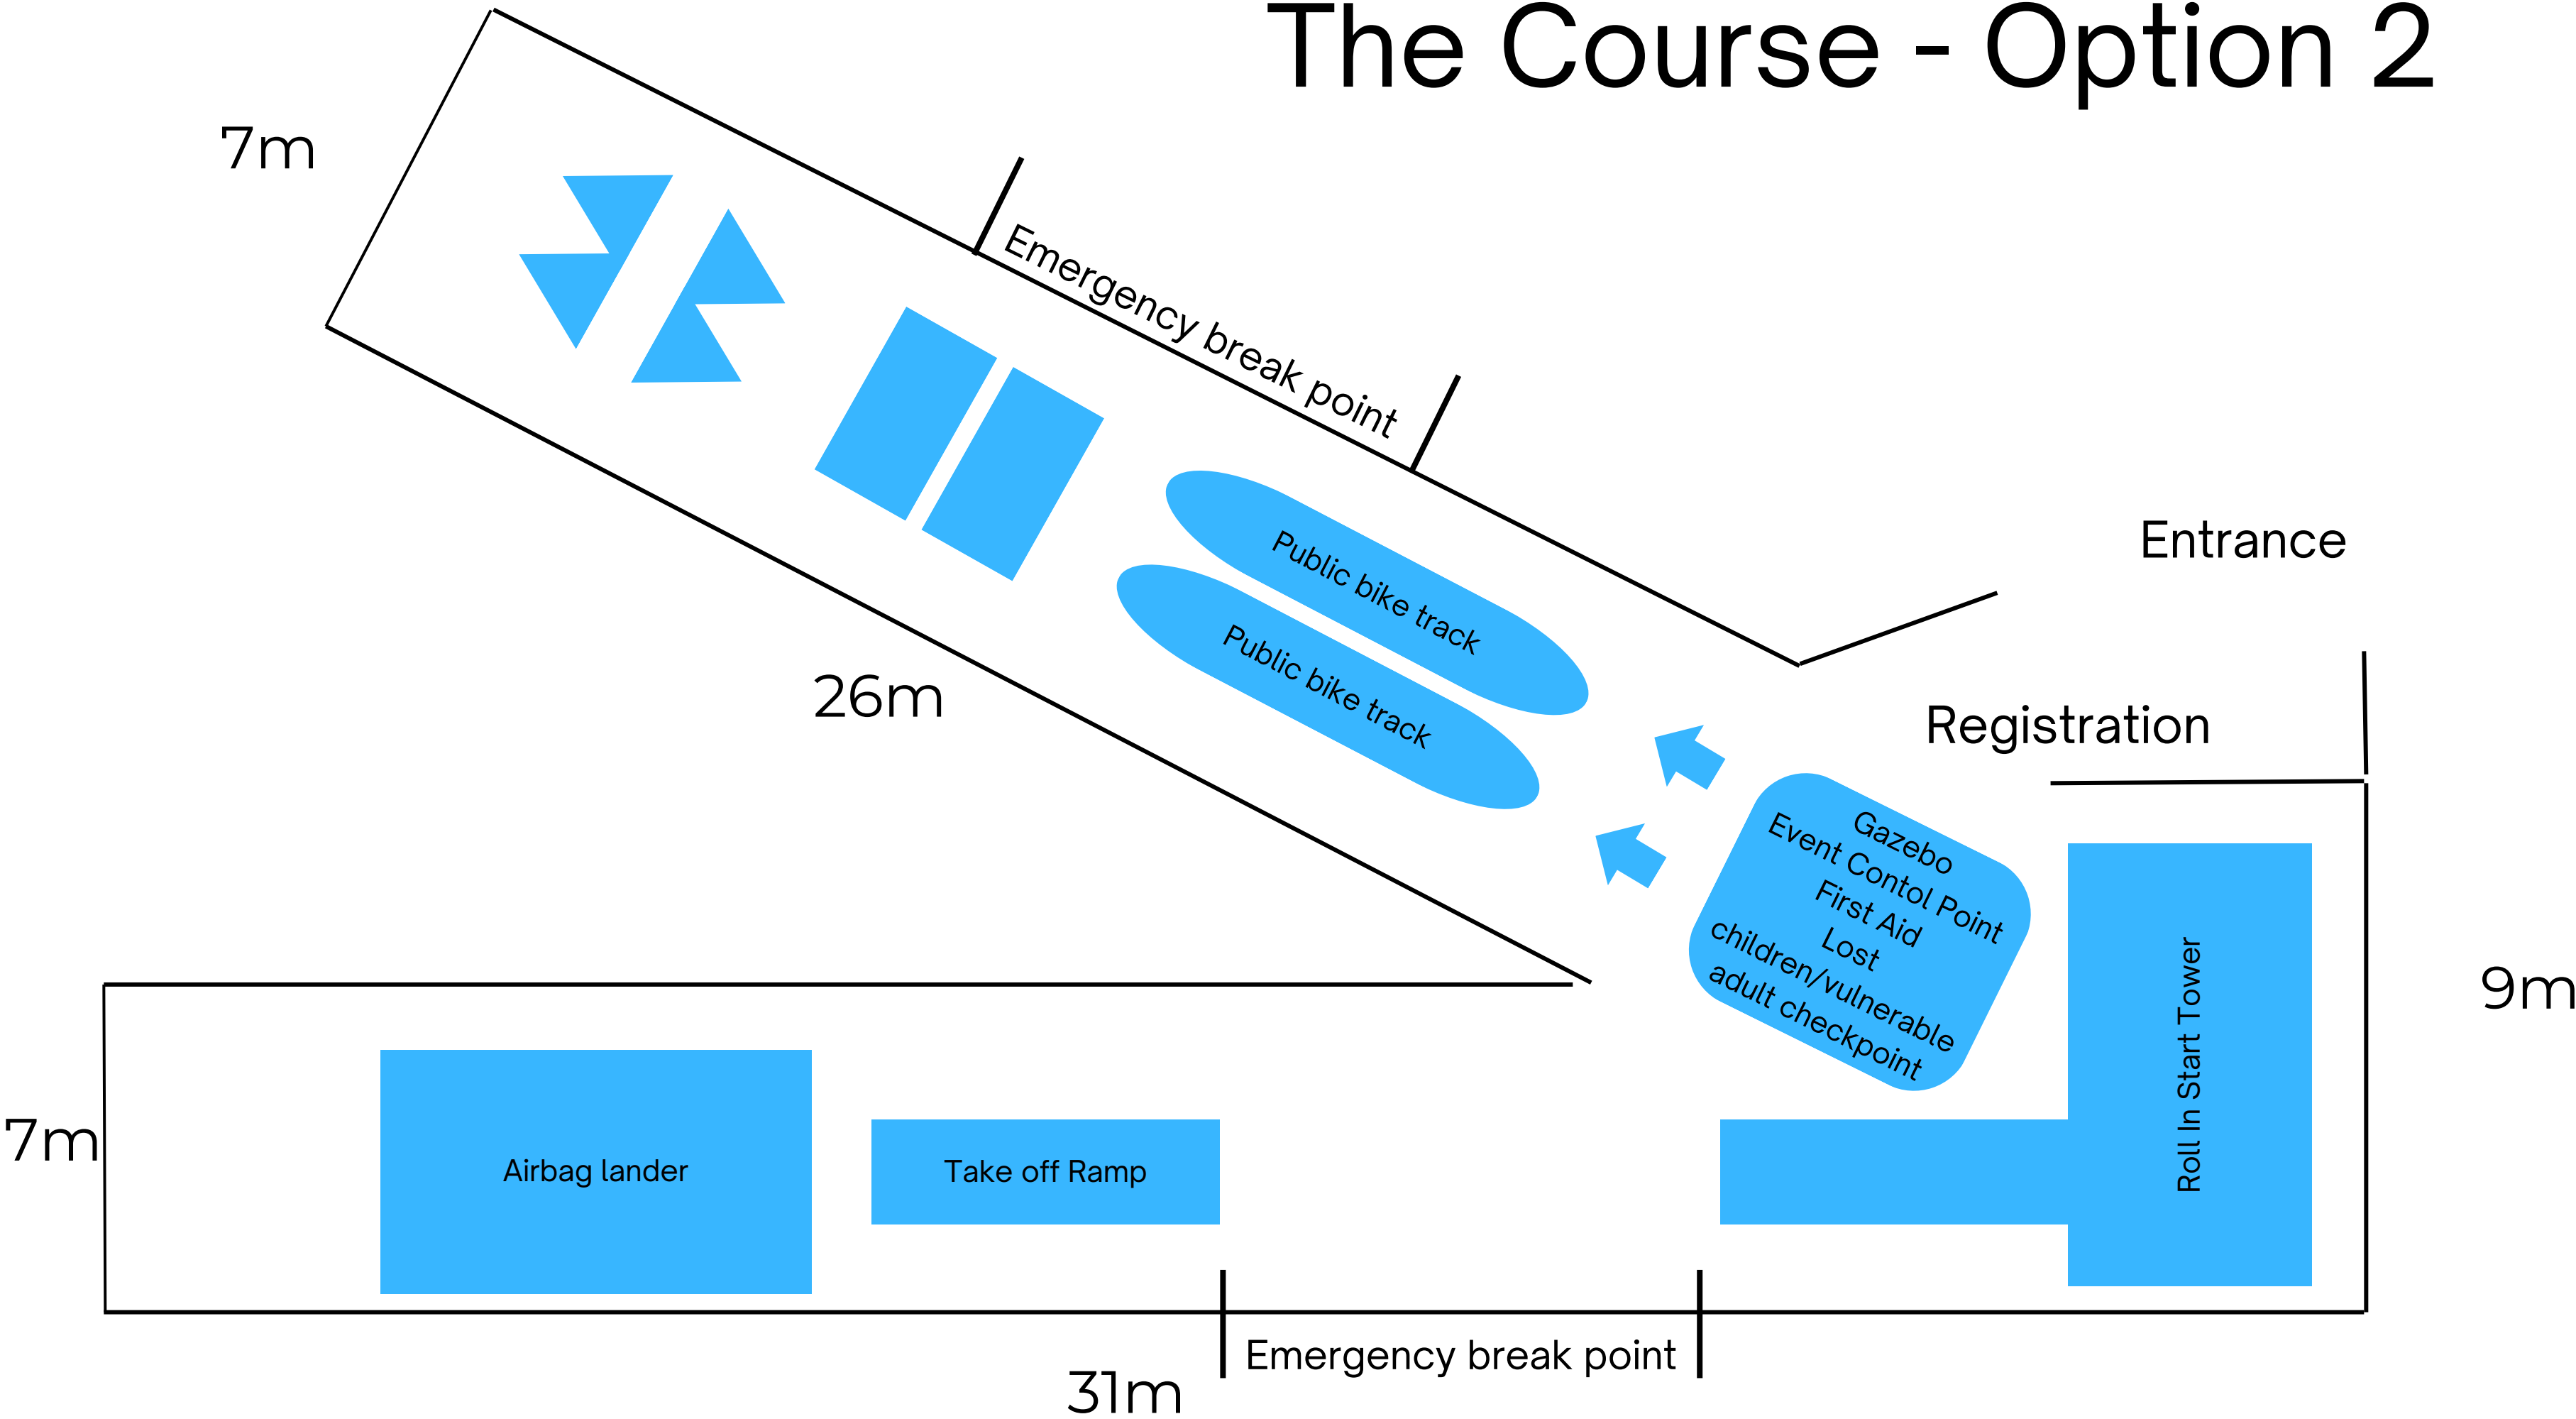 The Course - Option 2
7m
Emergency break point
Entrance
Public bike track
Public bike track
26m
Registration
Gazebo
Event Contol Point
First Aid
Lost
children/vulnerable
adult checkpoint
Roll In Start Tower
9m
7m
Airbag lander
Take off Ramp
Emergency break point
31m